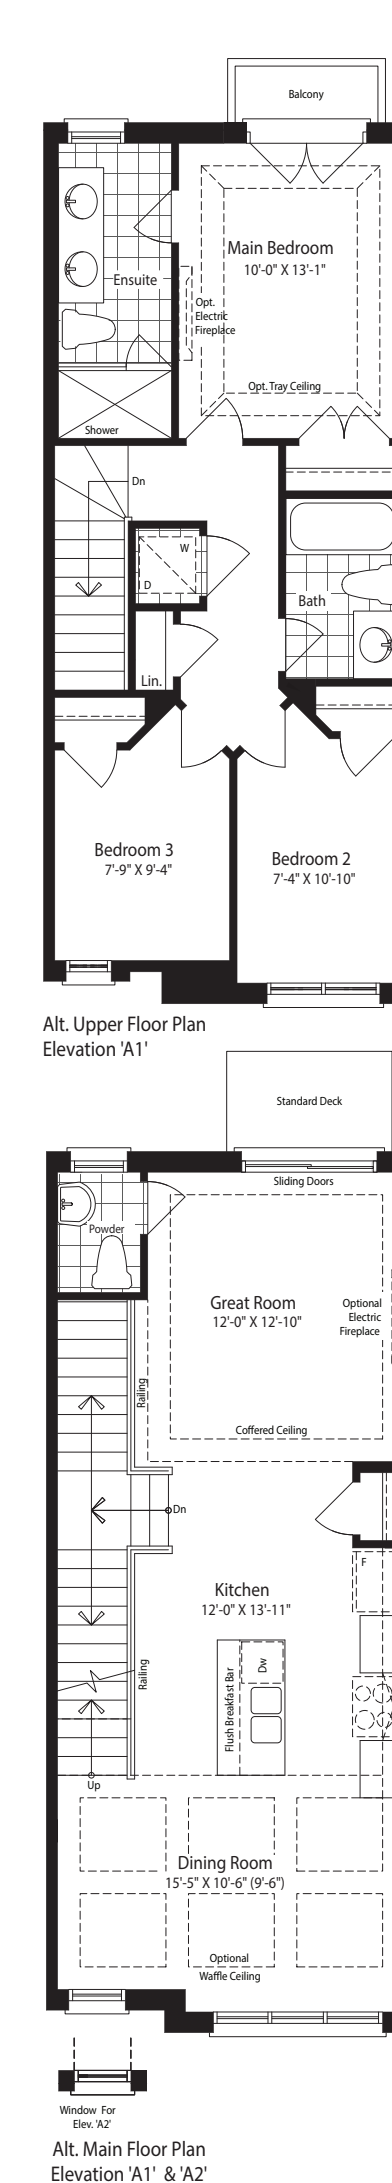 Balcony
Main Bedroom
10'-0" X 13'-1"
Ensuite
Opt.
Electric
Fireplace
Opt. Tray Ceiling
Shower
Dn
W
D
Bath
Lin.
Bedroom 3
7'-9" X 9'-4"
Bedroom 2
7'-4" X 10'-10"
Alt. Upper Floor Plan
Elevation 'A1'
Standard Deck
Sliding Doors
Powder
Great Room
12'-0" X 12'-10"
Optional
Electric
Fireplace
Railing
Coffered Ceiling
Dn
F
Kitchen
12'-0" X 13'-11"
Railing
Flush Breakfast Bar
Dw
Up
Dining Room
15'-5" X 10'-6" (9'-6")
Optional
Waffle Ceiling
Window For
Elev. 'A2'
Alt. Main Floor Plan
Elevation 'A1' & 'A2'